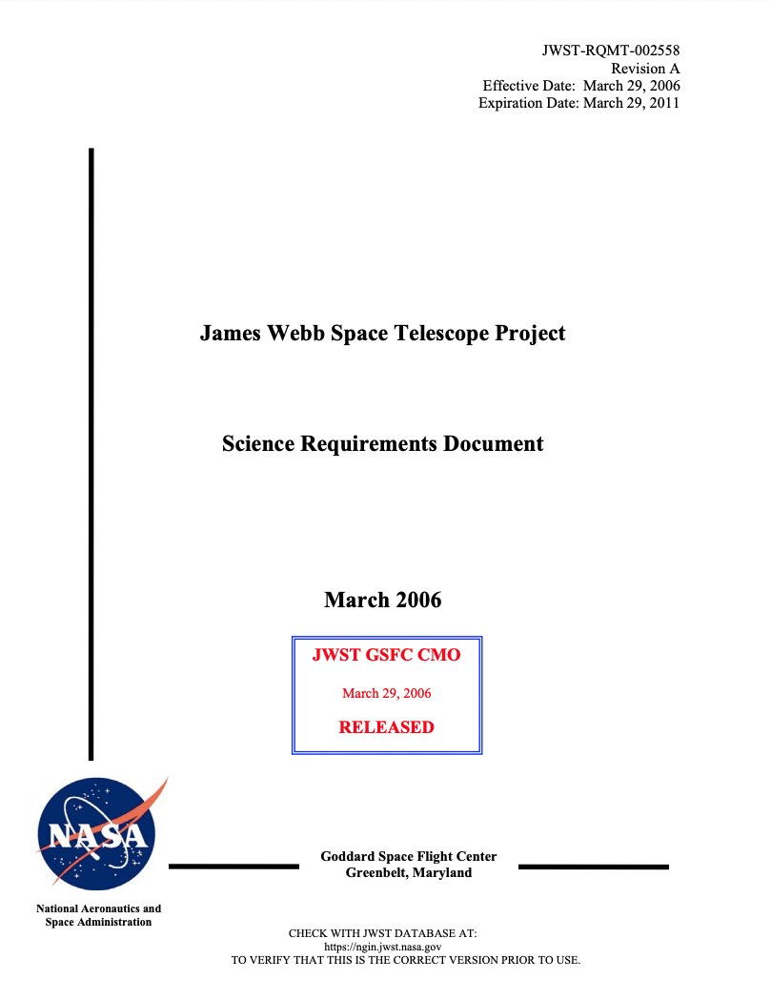 JWST-RQMT-002558
Revision A
Effective Date:  March 29, 2006
Expiration Date: March 29, 2011
James Webb Space Telescope Project
Science Requirements Document
March 2006
JWST GSFC CMO
March 29, 2006
RELEASED
NASA
Goddard Space Flight Center
Greenbelt, Maryland
National Aeronautics and
Space Administration
CHECK WITH JWST DATABASE AT:
https://ngin.jwst.nasa.gov
TO VERIFY THAT THIS IS THE CORRECT VERSION PRIOR TO USE.